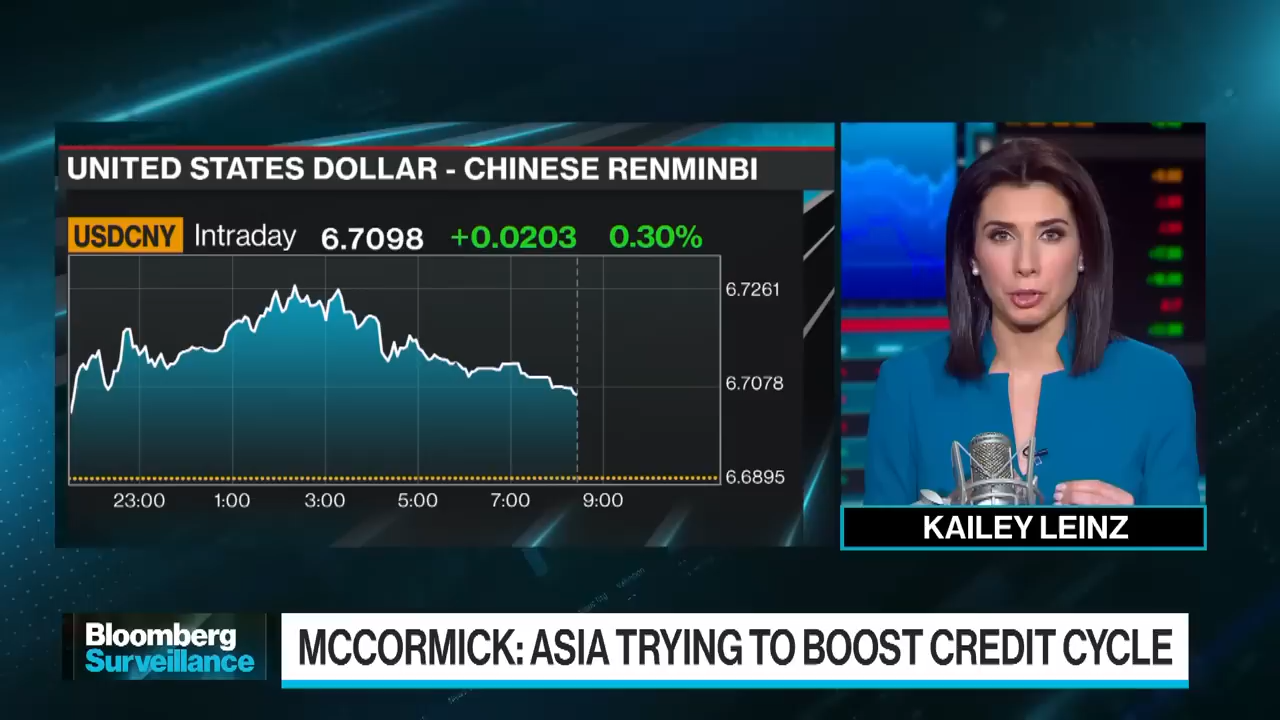 UNITED STATES DOLLAR - CHINESE RENMINBI
USDCNY Intraday 6.7098 +0.0203 0.30%
6.7261
6.7078
6.6895
23:00 1:00 3:00 5:00 7:00 9:00
KAILEY LEINZ
Bloomberg
Surveillance
MCCORMICK: ASIA TRYING TO BOOST CREDIT CYCLE